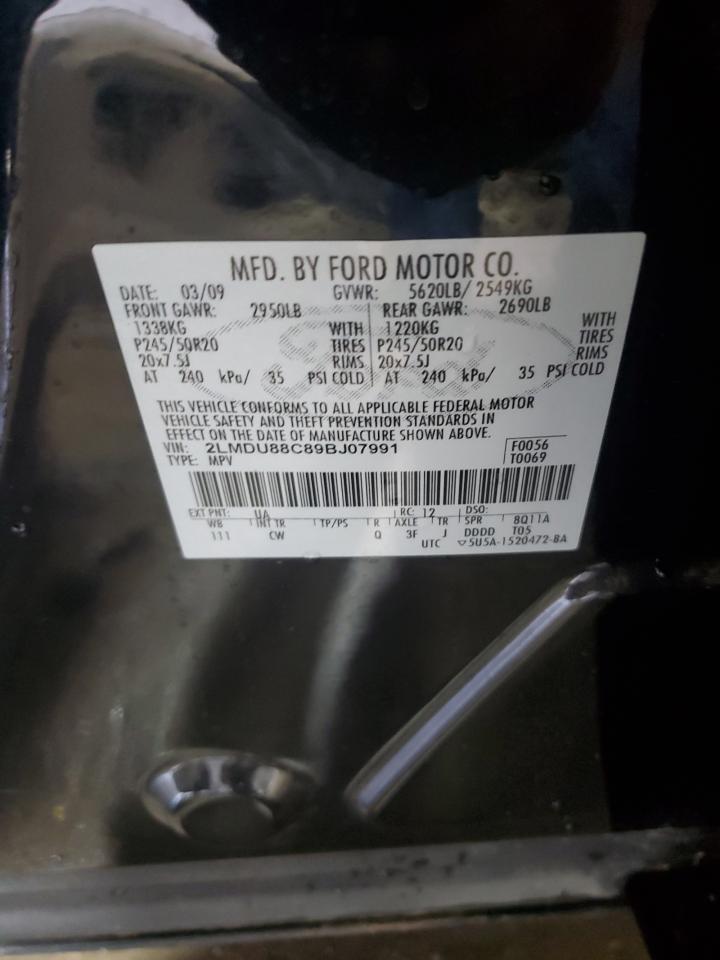 MFD. BY FORD MOTOR CO.
DATE: 03/09 GVWR: 5620LB/ 2549KG
FRONT GAWR: 2950LB REAR GAWR: 2690LB
1338KG WITH 1220KG WITH
P245/50R20 TIRES P245/50R20 TIRES
20x7.5J RIMS 20x7.5J RIMS
AT 240 kPa/ 35 PSI COLD AT 240 kPa/ 35 PSI COLD
Ford
THIS VEHICLE CONFORMS TO ALL APPLICABLE FEDERAL MOTOR
VEHICLE SAFETY AND THEFT PREVENTION STANDARDS IN
EFFECT ON THE DATE OF MANUFACTURE SHOWN ABOVE.
VIN: 2LMDU88C89BJ07991 F0056
TYPE: MPV T0069
EXT PNT: UA RC: 12 DSO:
WB INT TR TP/PS R AXLE TR SPR 8Q11A
111 CW Q 3F J DDDD T05
UTC ▽5U5A-1520472-BA